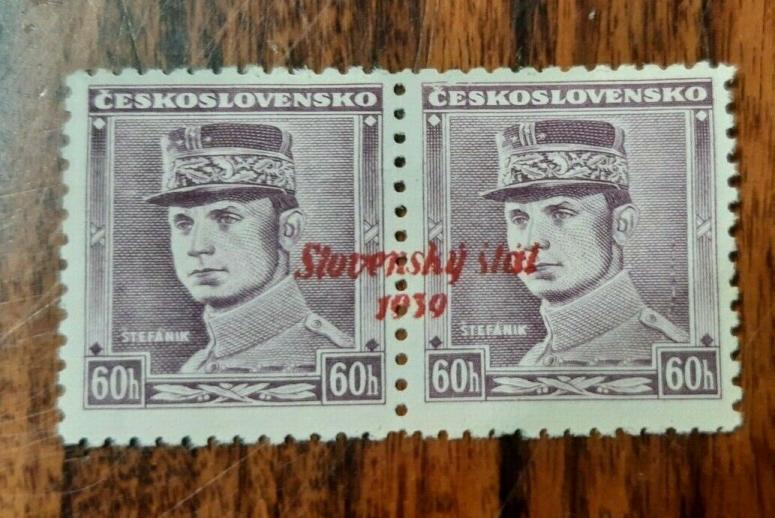 ČESKOSLOVENSKO
ŠTEFÁNIK
60h 60h
ČESKOSLOVENSKO
ŠTEFÁNIK
60h 60h
Slovenský štát
1939